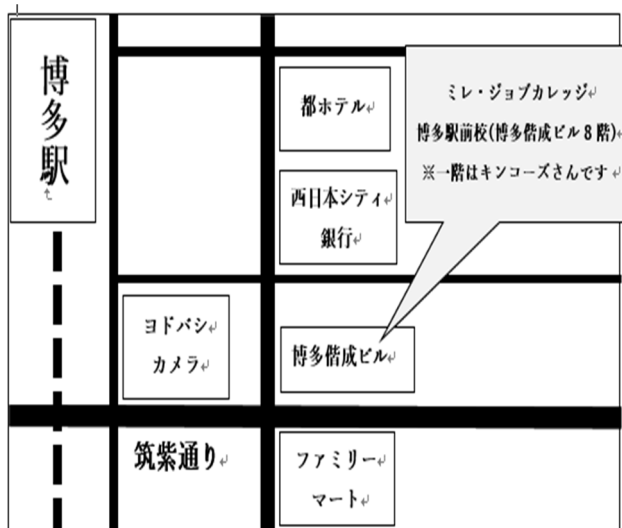 博多駅
都ホテル
ミレ・ジョブカレッジ
博多駅前校(博多偕成ビル8階)
※一階はキンコーズさんです
西日本シティ
銀行
ヨドバシ
カメラ
博多偕成ビル
筑紫通り
ファミリー
マート